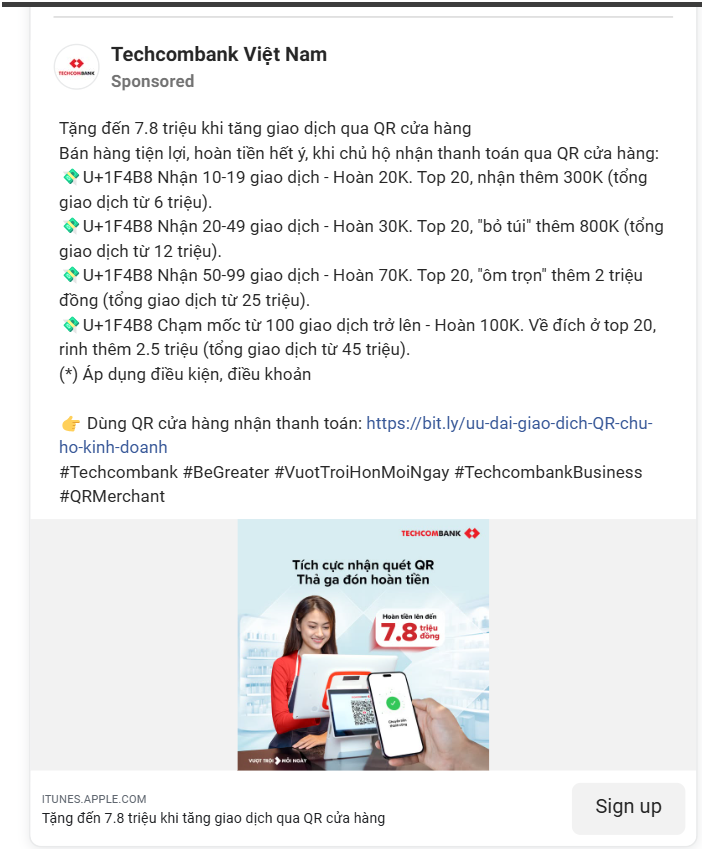 Techcombank Việt Nam
TECHCOMBANK
Sponsored
Tặng đến 7.8 triệu khi tăng giao dịch qua QR cửa hàng
Bán hàng tiện lợi, hoàn tiền hết ý, khi chủ hộ nhận thanh toán qua QR cửa hàng:
💸U+1F4B8 Nhận 10-19 giao dịch - Hoàn 20K. Top 20, nhận thêm 300K (tổng
giao dịch từ 6 triệu).
💸U+1F4B8 Nhận 20-49 giao dịch - Hoàn 30K. Top 20, "bỏ túi" thêm 800K (tổng
giao dịch từ 12 triệu).
💸U+1F4B8 Nhận 50-99 giao dịch - Hoàn 70K. Top 20, "ôm trọn" thêm 2 triệu
đồng (tổng giao dịch từ 25 triệu).
💸U+1F4B8 Chạm mốc từ 100 giao dịch trở lên - Hoàn 100K. Về đích ở top 20,
rinh thêm 2.5 triệu (tổng giao dịch từ 45 triệu).
(*) Áp dụng điều kiện, điều khoản
👉 Dùng QR cửa hàng nhận thanh toán: https://bit.ly/uu-dai-giao-dich-QR-chu-
ho-kinh-doanh
#Techcombank #BeGreater #VuotTroiHonMoiNgay #TechcombankBusiness
#QRMerchant
TECHCOMBANK
Tích cực nhận quét QR
Thả ga đón hoàn tiền
Hoàn tiền lên đến
7.8 triệu
đồng
TECHCOMBANK
Chuyển tiền
thành công
VƯỢT TRỘI MỖI NGÀY
ITUNES.APPLE.COM
Tặng đến 7.8 triệu khi tăng giao dịch qua QR cửa hàng
Sign up